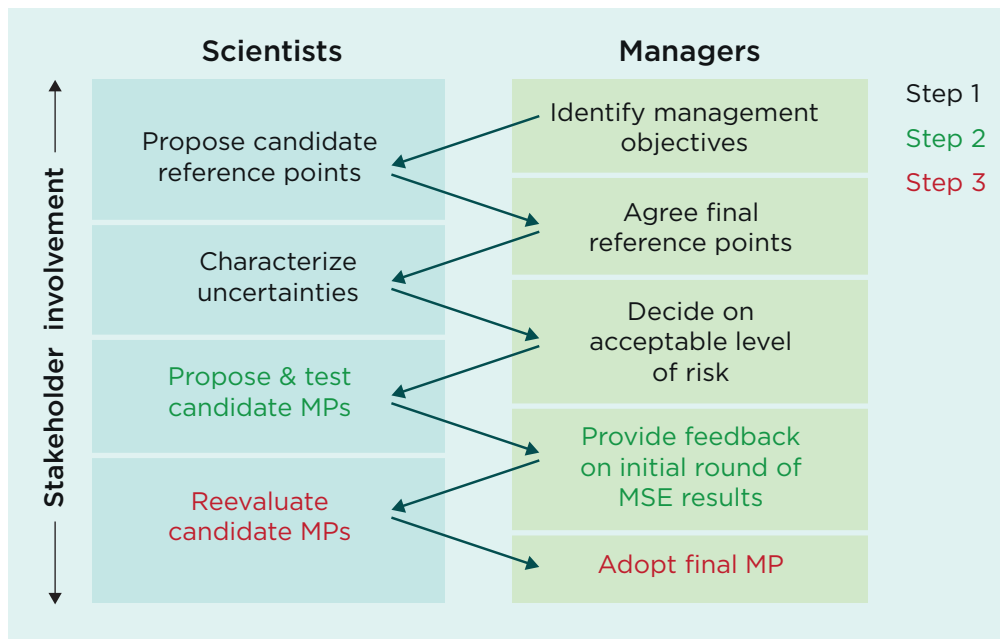 Scientists
Managers
Stakeholder involvement
Propose candidate
reference points
Characterize
uncertainties
Propose & test
candidate MPs
Reevaluate
candidate MPs
Identify management
objectives
Agree final
reference points
Decide on
acceptable level
of risk
Provide feedback
on initial round of
MSE results
Adopt final MP
Step 1
Step 2
Step 3